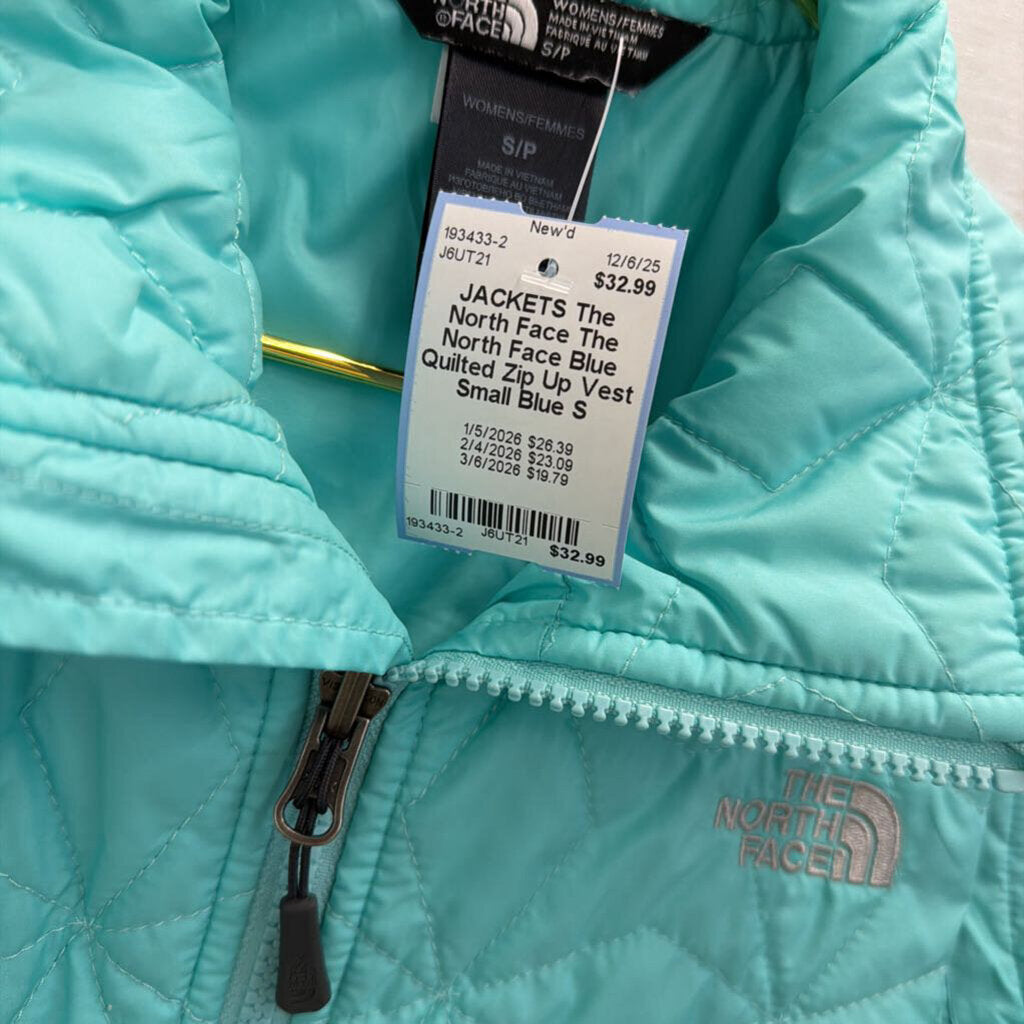 NORTH
FACE
WOMENS/FEMMES
MADE IN VIETNAM
FABRIQUE AU VIETNAM
S/P
WOMENS/FEMMES
S/P
MADE IN VIETNAM
FABRIQUE AU VIETNAM
New'd
193433-2
J6UT21
12/6/25
$32.99
JACKETS The
North Face The
North Face Blue
Quilted Zip Up Vest
Small Blue S
1/5/2026 $26.39
2/4/2026 $23.09
3/6/2026 $19.79
193433-2 J6UT21
$32.99
THE
NORTH
FACE